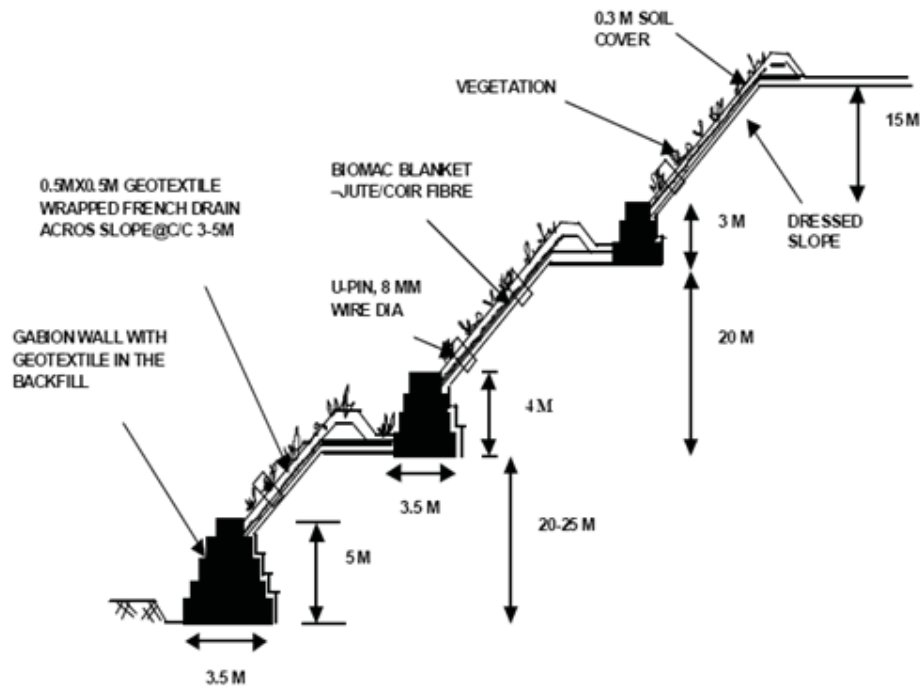 0.3 M SOIL
COVER
VEGETATION
15 M
BIOMAC BLANKET
–JUTE/COIR FIBRE
0.5MX0.5M GEOTEXTILE
WRAPPED FRENCH DRAIN
ACROS SLOPE@C/C 3-5M
3 M
DRESSED
SLOPE
U-PIN, 8 MM
WIRE DIA
20 M
GABION WALL WITH
GEOTEXTILE IN THE
BACKFILL
4 M
3.5 M
20-25 M
5 M
3.5 M